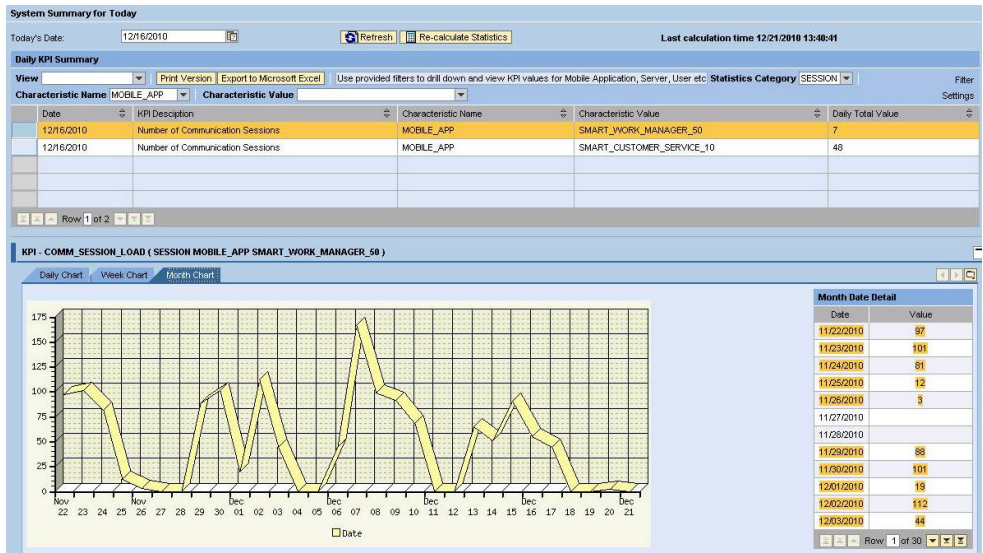 System Summary for Today
Today's Date: 12/16/2010 Refresh Re-calculate Statistics Last calculation time 12/21/2010 13:40:41
Daily KPI Summary
View Print Version Export to Microsoft Excel Use provided filters to drill down and view KPI values for Mobile Application, Server, User etc Statistics Category SESSION Filter
Characteristic Name MOBILE_APP Characteristic Value Settings
Date KPI Desciption Characteristic Name Characteristic Value Daily Total Value
12/16/2010 Number of Communication Sessions MOBILE_APP SMART_WORK_MANAGER_50 7
12/16/2010 Number of Communication Sessions MOBILE_APP SMART_CUSTOMER_SERVICE_10 48
Row 1 of 2
KPI - COMM_SESSION_LOAD ( SESSION MOBILE_APP SMART_WORK_MANAGER_50 )
Daily Chart Week Chart Month Chart
175
150
125
100
75
50
25
0
Nov Nov Dec Dec Dec Dec Dec
22 23 24 25 26 27 28 29 30 01 02 03 04 05 06 07 08 09 10 11 12 13 14 15 16 17 18 19 20 21
Date
Month Date Detail
Date Value
11/22/2010 97
11/23/2010 101
11/24/2010 81
11/25/2010 12
11/26/2010 3
11/27/2010
11/28/2010
11/29/2010 88
11/30/2010 101
12/01/2010 19
12/02/2010 112
12/03/2010 44
Row 1 of 30